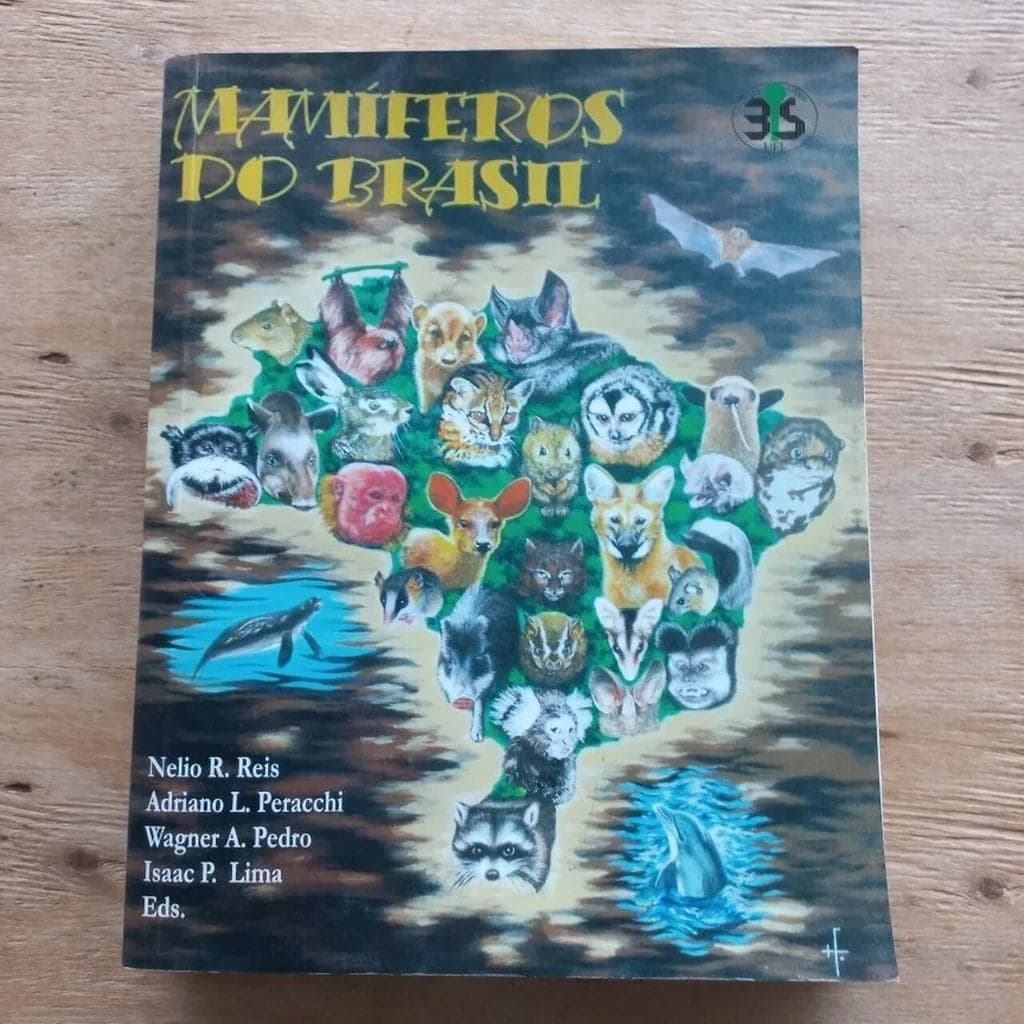 MAMÍFEROS
DO BRASIL
Nelio R. Reis
Adriano L. Peracchi
Wagner A. Pedro
Isaac P. Lima
Eds.